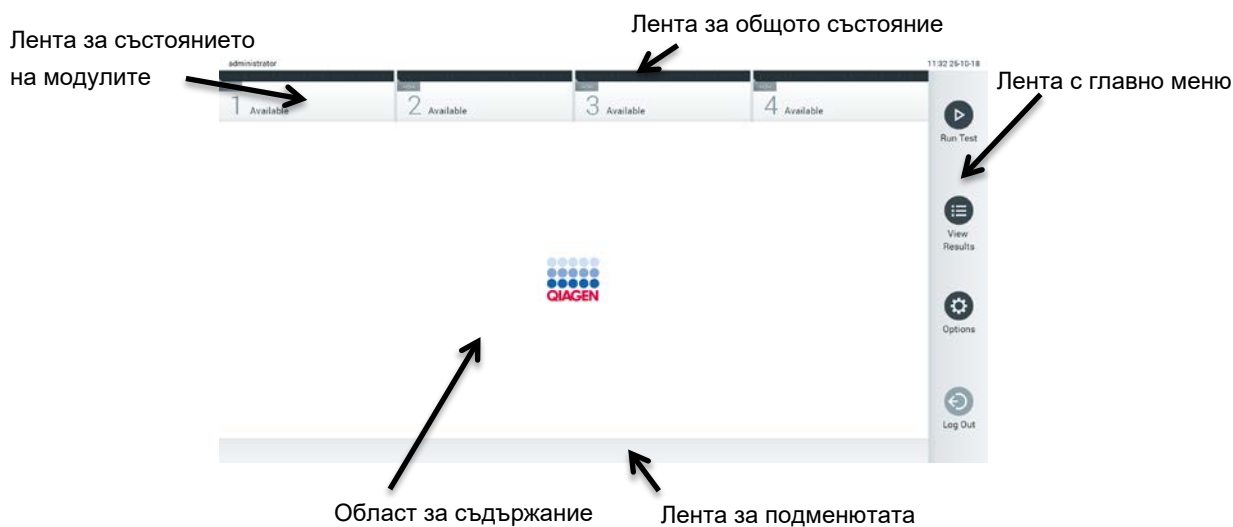 Лента за общото състояние
Лента за състоянието
на модулите
administrator
11:32 25-10-18
Лента с главно меню
1 Available
2 Available
3 Available
4 Available
Run Test
View
Results
QIAGEN
Options
Log Out
Област за съдържание
Лента за подменютата